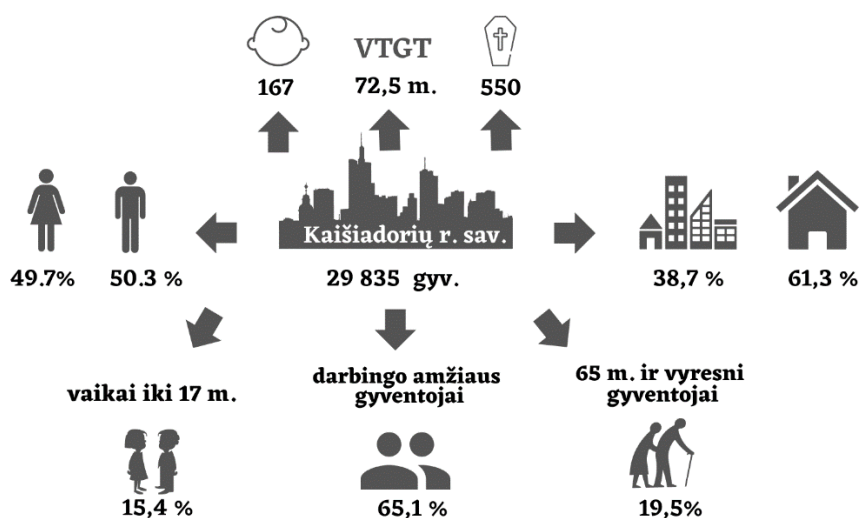 VTGT
167
72,5 m.
550
Kaišiadorių r. sav.
49.7%
50.3 %
29 835 gyv.
38,7 %
61,3 %
vaikai iki 17 m.
darbingo amžiaus
gyventojai
65 m. ir vyresni
gyventojai
15,4 %
65,1 %
19,5%